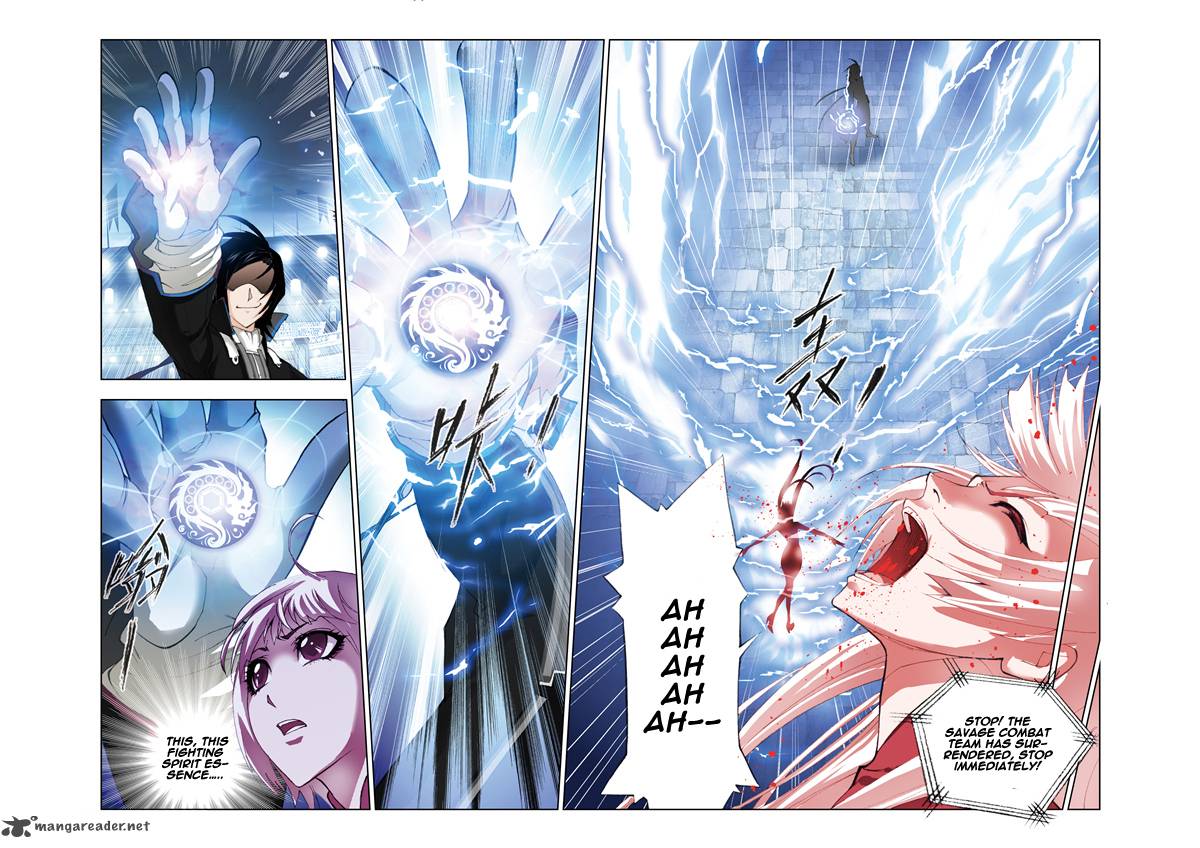 轰!
AH
AH
AH
AH
AH--
STOP! THE
SAVAGE COMBAT
TEAM HAS SUR-
RENDERED, STOP
IMMEDIATELY!
THIS, THIS
FIGHTING
SPIRIT ES-
SENCE.....
mangareader.net